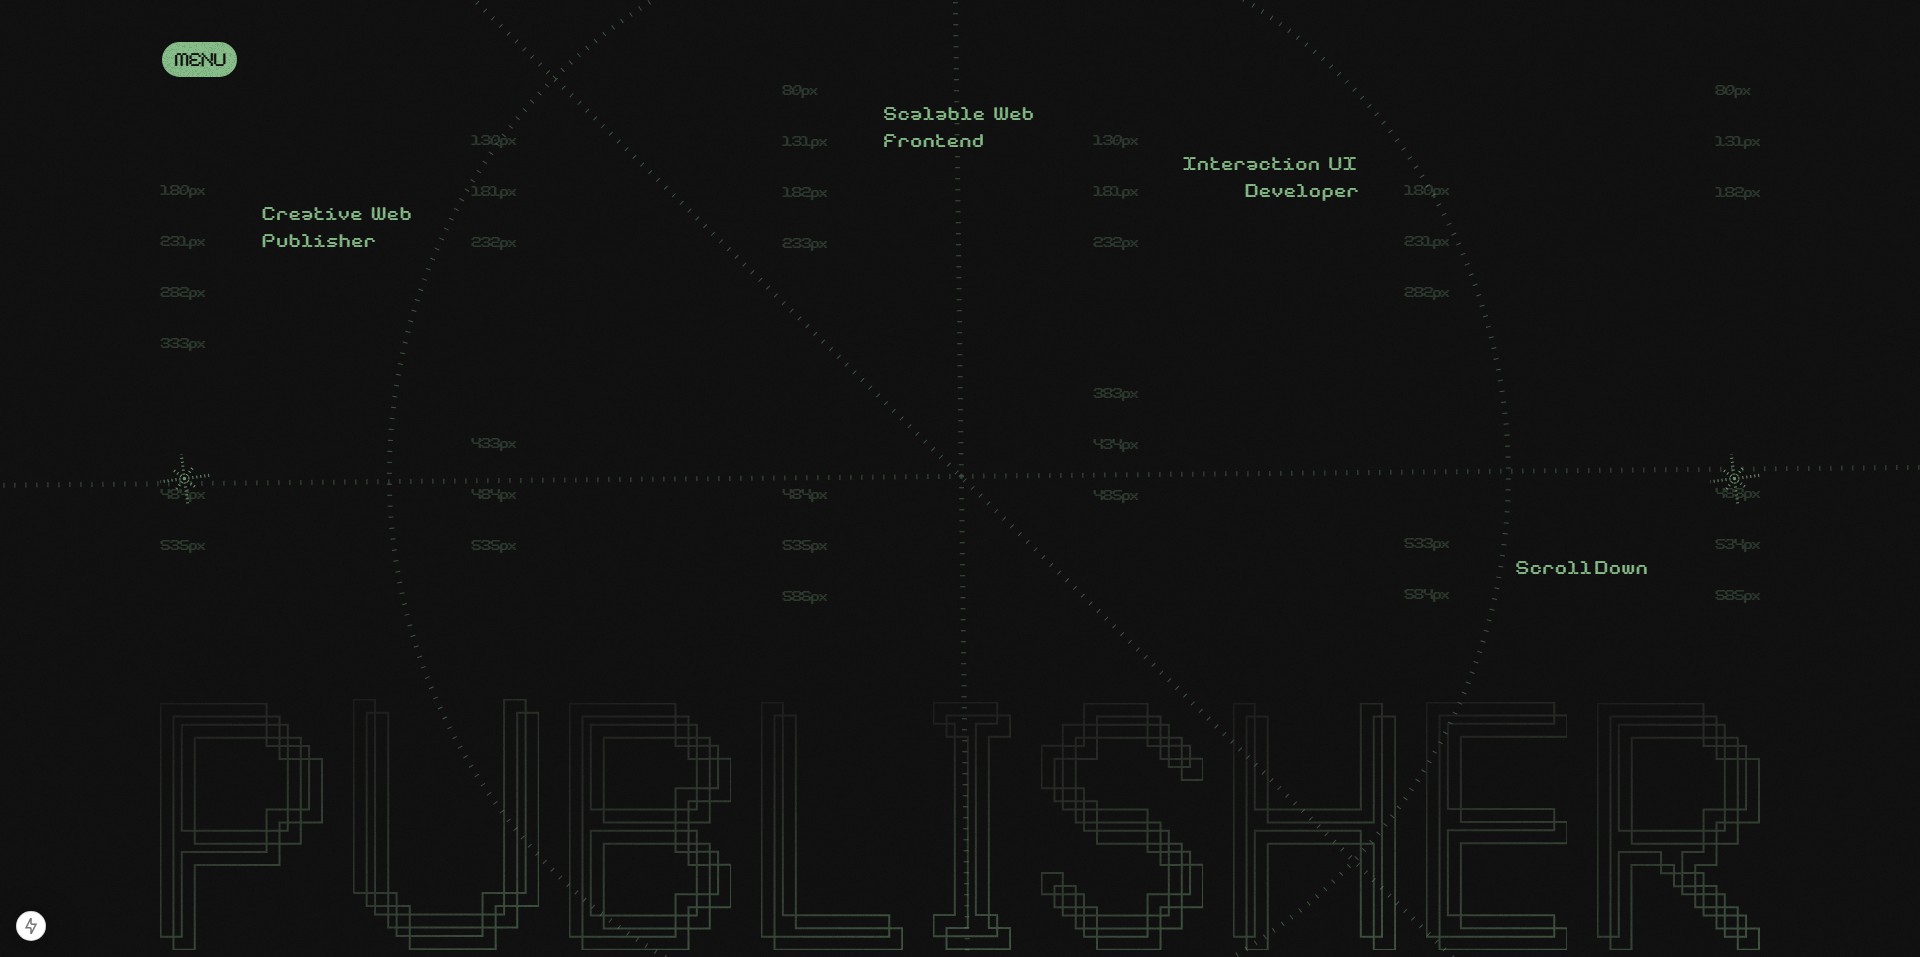 MENU
Creative Web
Publisher
Scalable Web
Frontend
Interaction UI
Developer
180px
231px
282px
333px
484px
535px
130px
181px
232px
433px
484px
535px
80px
131px
182px
233px
484px
535px
586px
130px
181px
232px
383px
434px
485px
180px
231px
282px
533px
584px
80px
131px
182px
534px
585px
Scroll Down
PUBLISHER